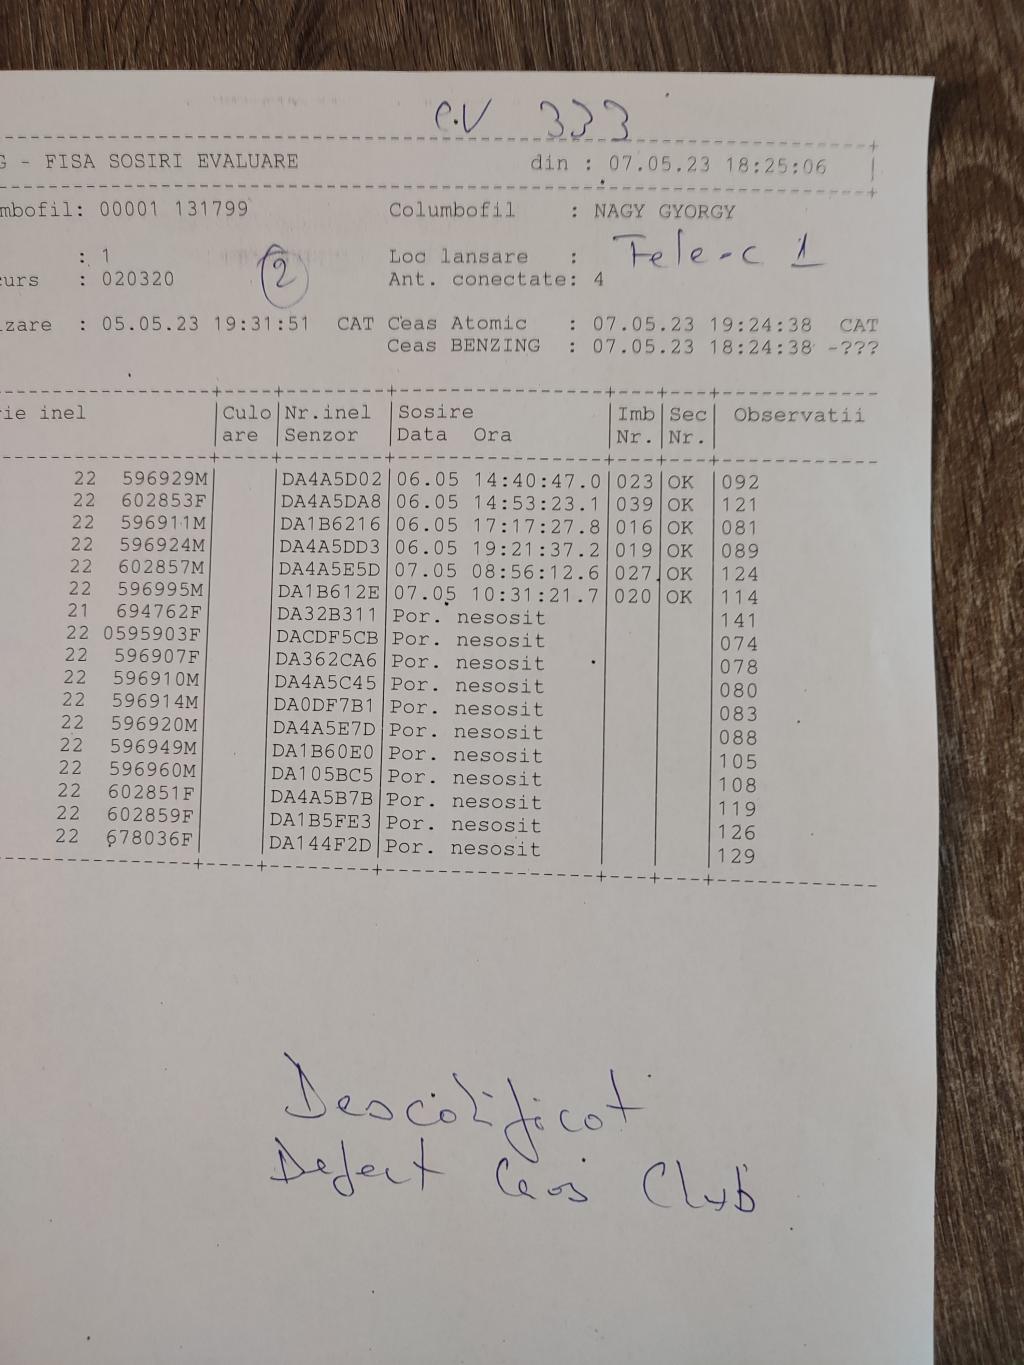 e.V 333
G - FISA SOSIRI EVALUARE din : 07.05.23 18:25:06
mbofil: 00001 131799 Columbofil : NAGY GYORGY
: 1 Loc lansare : Tele-c 1
urs : 020320 2 Ant. conectate: 4
zare : 05.05.23 19:31:51 CAT Ceas Atomic : 07.05.23 19:24:38 CAT
Ceas BENZING : 07.05.23 18:24:38 -???
ie inel Culo Nr.inel Sosire Imb Sec Observatii
are Senzor Data Ora Nr. Nr.
22 596929M DA4A5D02 06.05 14:40:47.0 023 OK 092
22 602853F DA4A5DA8 06.05 14:53:23.1 039 OK 121
22 596911M DA1B6216 06.05 17:17:27.8 016 OK 081
22 596924M DA4A5DD3 06.05 19:21:37.2 019 OK 089
22 602857M DA4A5E5D 07.05 08:56:12.6 027 OK 124
22 596995M DA1B612E 07.05 10:31:21.7 020 OK 114
21 694762F DA32B311 Por. nesosit 141
22 0595903F DACDF5CB Por. nesosit 074
22 596907F DA362CA6 Por. nesosit 078
22 596910M DA4A5C45 Por. nesosit 080
22 596914M DA0DF7B1 Por. nesosit 083
22 596920M DA4A5E7D Por. nesosit 088
22 596949M DA1B60E0 Por. nesosit 105
22 596960M DA105BC5 Por. nesosit 108
22 602851F DA4A5B7B Por. nesosit 119
22 602859F DA1B5FE3 Por. nesosit 126
22 678036F DA144F2D Por. nesosit 129
Descalificat
Defect Ceas Club